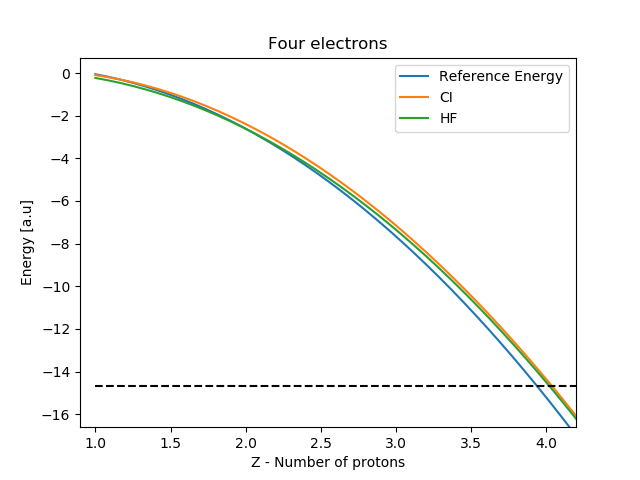 Four electrons
Reference Energy
CI
HF
0
−2
−4
−6
−8
−10
−12
−14
−16
Energy [a.u]
1.0 1.5 2.0 2.5 3.0 3.5 4.0
Z - Number of protons